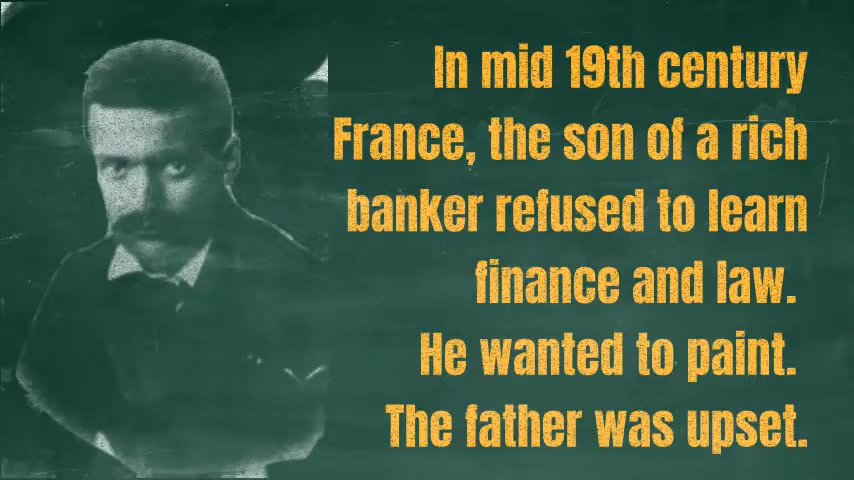 In mid 19th century
France, the son of a rich
banker refused to learn
finance and law.
He wanted to paint.
The father was upset.